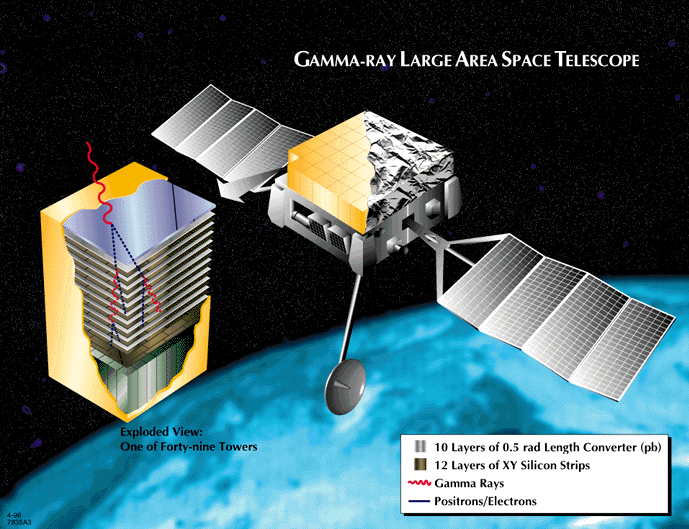 GAMMA-RAY LARGE AREA SPACE TELESCOPE
Exploded View:
One of Forty-nine Towers
10 Layers of 0.5 rad Length Converter (pb)
12 Layers of XY Silicon Strips
Gamma Rays
Positrons/Electrons
4-98
7835A3